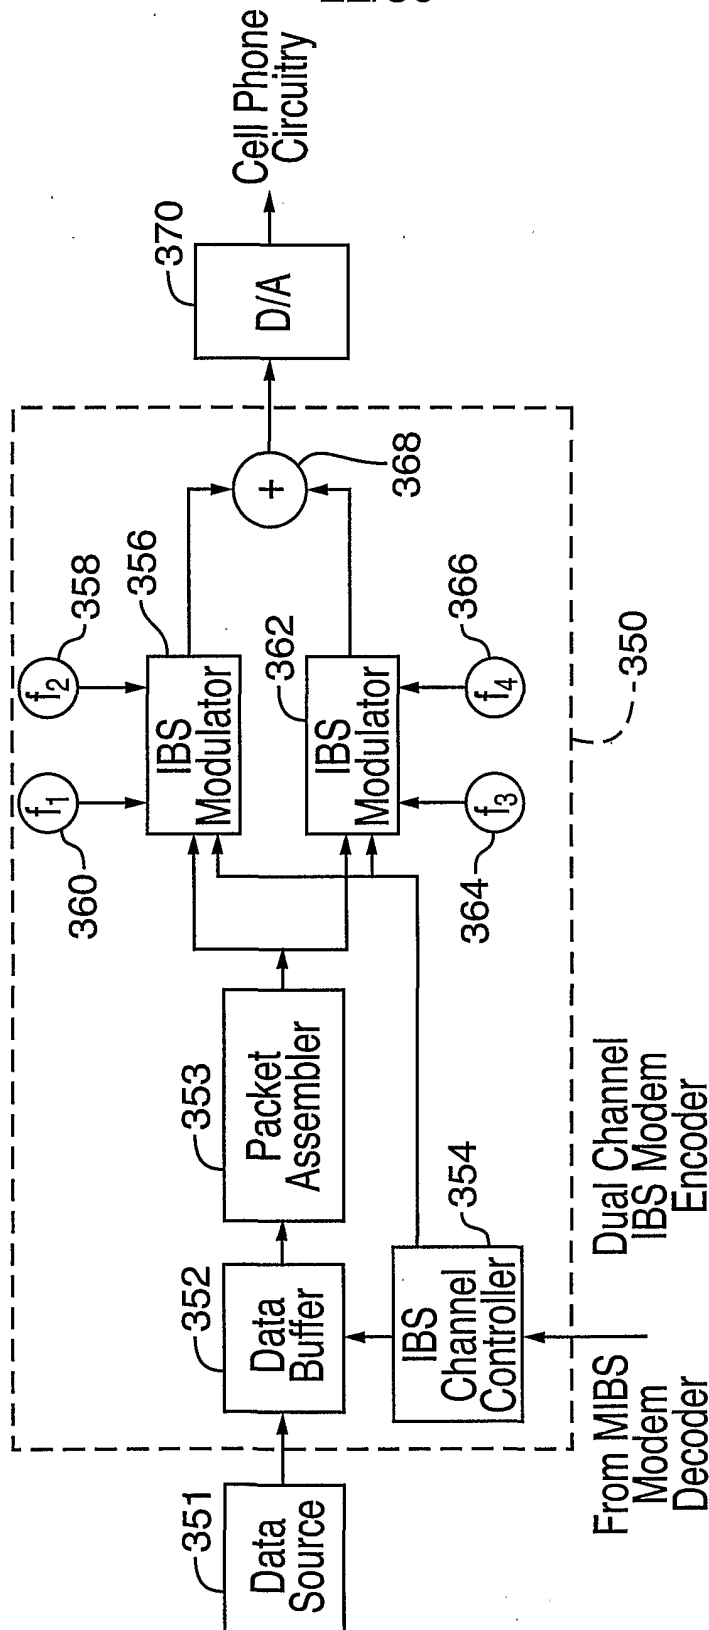 351
Data
Source
352
Data
Buffer
353
Packet
Assembler
354
IBS
Channel
Controller
From MIBS
Modem
Decoder
Dual Channel
IBS Modem
Encoder
350
f1
360
f2
358
IBS
Modulator
356
IBS
Modulator
362
f3
364
f4
366
+
368
D/A
370
Cell Phone
Circuitry